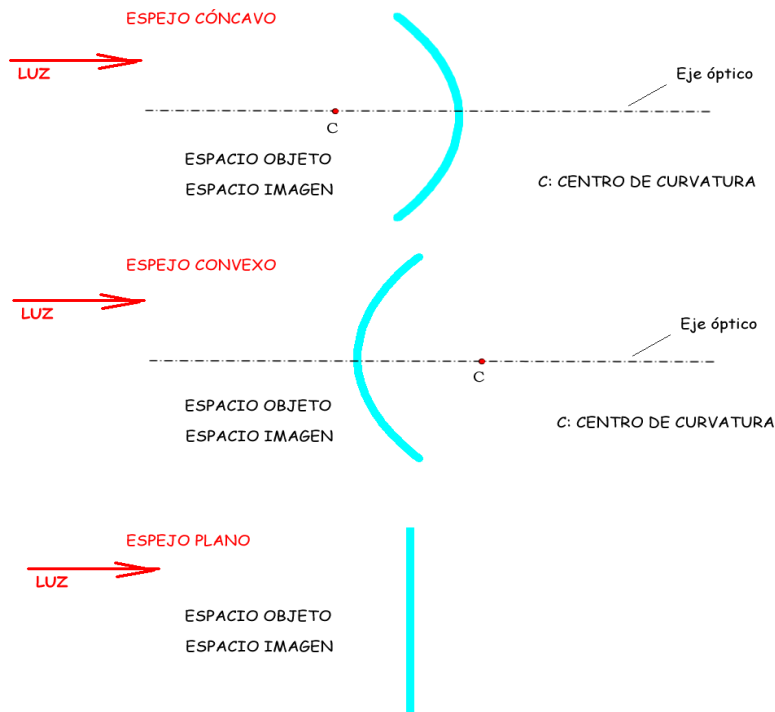 ESPEJO CÓNCAVO
LUZ
Eje óptico
C
ESPACIO OBJETO
ESPACIO IMAGEN
C: CENTRO DE CURVATURA
ESPEJO CONVEXO
LUZ
Eje óptico
C
ESPACIO OBJETO
ESPACIO IMAGEN
C: CENTRO DE CURVATURA
ESPEJO PLANO
LUZ
ESPACIO OBJETO
ESPACIO IMAGEN